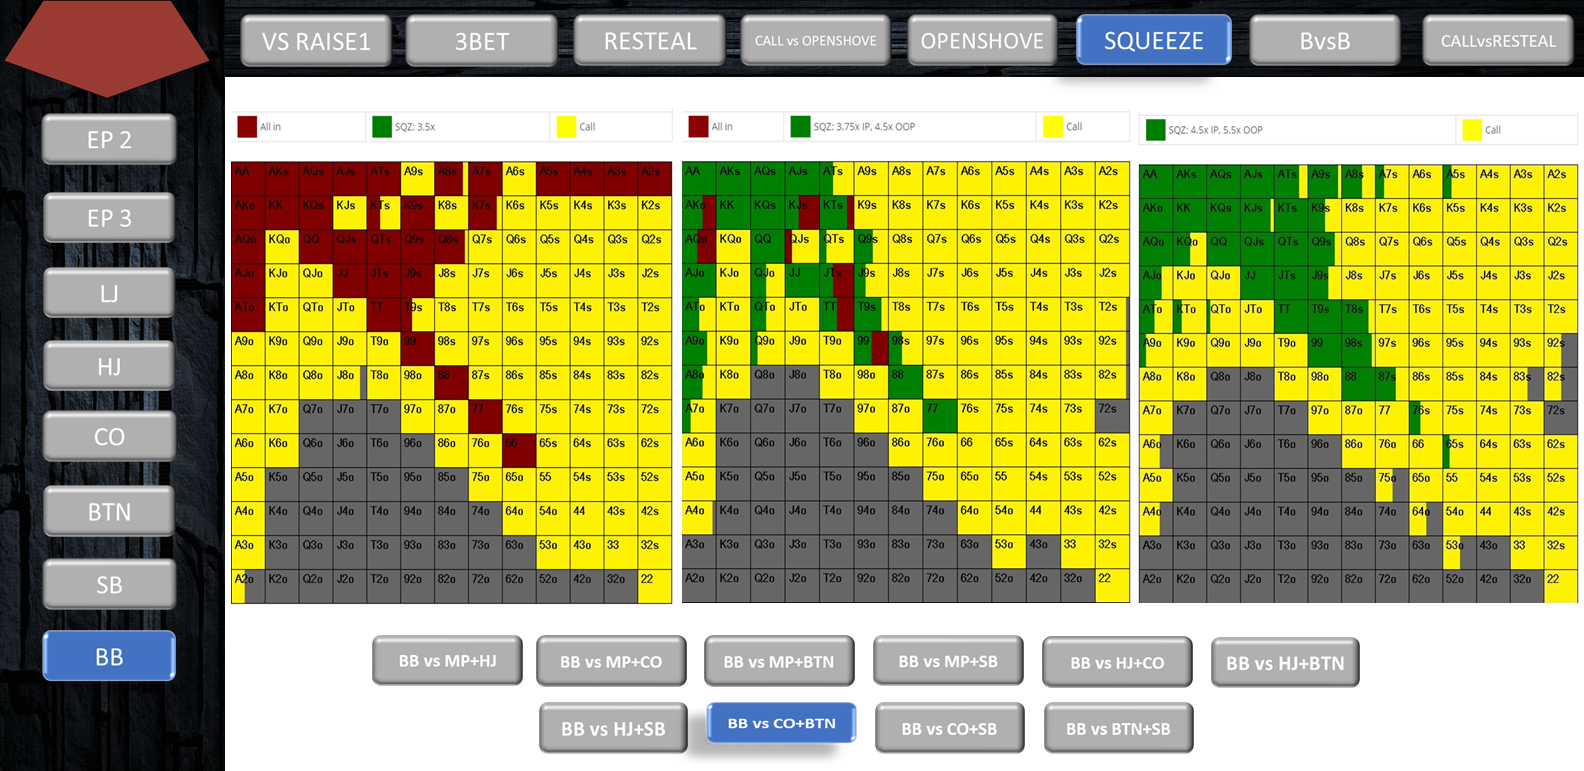 VS RAISE1 3BET RESTEAL CALL vs OPENSHOVE OPENSHOVE SQUEEZE BvsB CALLvsRESTEAL
EP 2
EP 3
LJ
HJ
CO
BTN
SB
BB
All in SQZ: 3.5x Call
AA AKs AQs AJs ATs A9s A8s A7s A6s A5s A4s A3s A2s
AKo KK KQs KJs KTs K9s K8s K7s K6s K5s K4s K3s K2s
AQo KQo QQ QJs QTs Q9s Q8s Q7s Q6s Q5s Q4s Q3s Q2s
AJo KJo QJo JJ JTs J9s J8s J7s J6s J5s J4s J3s J2s
ATo KTo QTo JTo TT T9s T8s T7s T6s T5s T4s T3s T2s
A9o K9o Q9o J9o T9o 99 98s 97s 96s 95s 94s 93s 92s
A8o K8o Q8o J8o T8o 98o 88 87s 86s 85s 84s 83s 82s
A7o K7o Q7o J7o T7o 97o 87o 77 76s 75s 74s 73s 72s
A6o K6o Q6o J6o T6o 96o 86o 76o 66 65s 64s 63s 62s
A5o K5o Q5o J5o T5o 95o 85o 75o 65o 55 54s 53s 52s
A4o K4o Q4o J4o T4o 94o 84o 74o 64o 54o 44 43s 42s
A3o K3o Q3o J3o T3o 93o 83o 73o 63o 53o 43o 33 32s
A2o K2o Q2o J2o T2o 92o 82o 72o 62o 52o 42o 32o 22
All in SQZ: 3.75x IP, 4.5x OOP Call
AA AKs AQs AJs ATs A9s A8s A7s A6s A5s A4s A3s A2s
AKo KK KQs KJs KTs K9s K8s K7s K6s K5s K4s K3s K2s
AQo KQo QQ QJs QTs Q9s Q8s Q7s Q6s Q5s Q4s Q3s Q2s
AJo KJo QJo JJ JTs J9s J8s J7s J6s J5s J4s J3s J2s
ATo KTo QTo JTo TT T9s T8s T7s T6s T5s T4s T3s T2s
A9o K9o Q9o J9o T9o 99 98s 97s 96s 95s 94s 93s 92s
A8o K8o Q8o J8o T8o 98o 88 87s 86s 85s 84s 83s 82s
A7o K7o Q7o J7o T7o 97o 87o 77 76s 75s 74s 73s 72s
A6o K6o Q6o J6o T6o 96o 86o 76o 66 65s 64s 63s 62s
A5o K5o Q5o J5o T5o 95o 85o 75o 65o 55 54s 53s 52s
A4o K4o Q4o J4o T4o 94o 84o 74o 64o 54o 44 43s 42s
A3o K3o Q3o J3o T3o 93o 83o 73o 63o 53o 43o 33 32s
A2o K2o Q2o J2o T2o 92o 82o 72o 62o 52o 42o 32o 22
SQZ: 4.5x IP, 5.5x OOP Call
AA AKs AQs AJs ATs A9s A8s A7s A6s A5s A4s A3s A2s
AKo KK KQs KJs KTs K9s K8s K7s K6s K5s K4s K3s K2s
AQo KQo QQ QJs QTs Q9s Q8s Q7s Q6s Q5s Q4s Q3s Q2s
AJo KJo QJo JJ JTs J9s J8s J7s J6s J5s J4s J3s J2s
ATo KTo QTo JTo TT T9s T8s T7s T6s T5s T4s T3s T2s
A9o K9o Q9o J9o T9o 99 98s 97s 96s 95s 94s 93s 92s
A8o K8o Q8o J8o T8o 98o 88 87s 86s 85s 84s 83s 82s
A7o K7o Q7o J7o T7o 97o 87o 77 76s 75s 74s 73s 72s
A6o K6o Q6o J6o T6o 96o 86o 76o 66 65s 64s 63s 62s
A5o K5o Q5o J5o T5o 95o 85o 75o 65o 55 54s 53s 52s
A4o K4o Q4o J4o T4o 94o 84o 74o 64o 54o 44 43s 42s
A3o K3o Q3o J3o T3o 93o 83o 73o 63o 53o 43o 33 32s
A2o K2o Q2o J2o T2o 92o 82o 72o 62o 52o 42o 32o 22
BB vs MP+HJ BB vs MP+CO BB vs MP+BTN BB vs MP+SB BB vs HJ+CO BB vs HJ+BTN
BB vs HJ+SB BB vs CO+BTN BB vs CO+SB BB vs BTN+SB